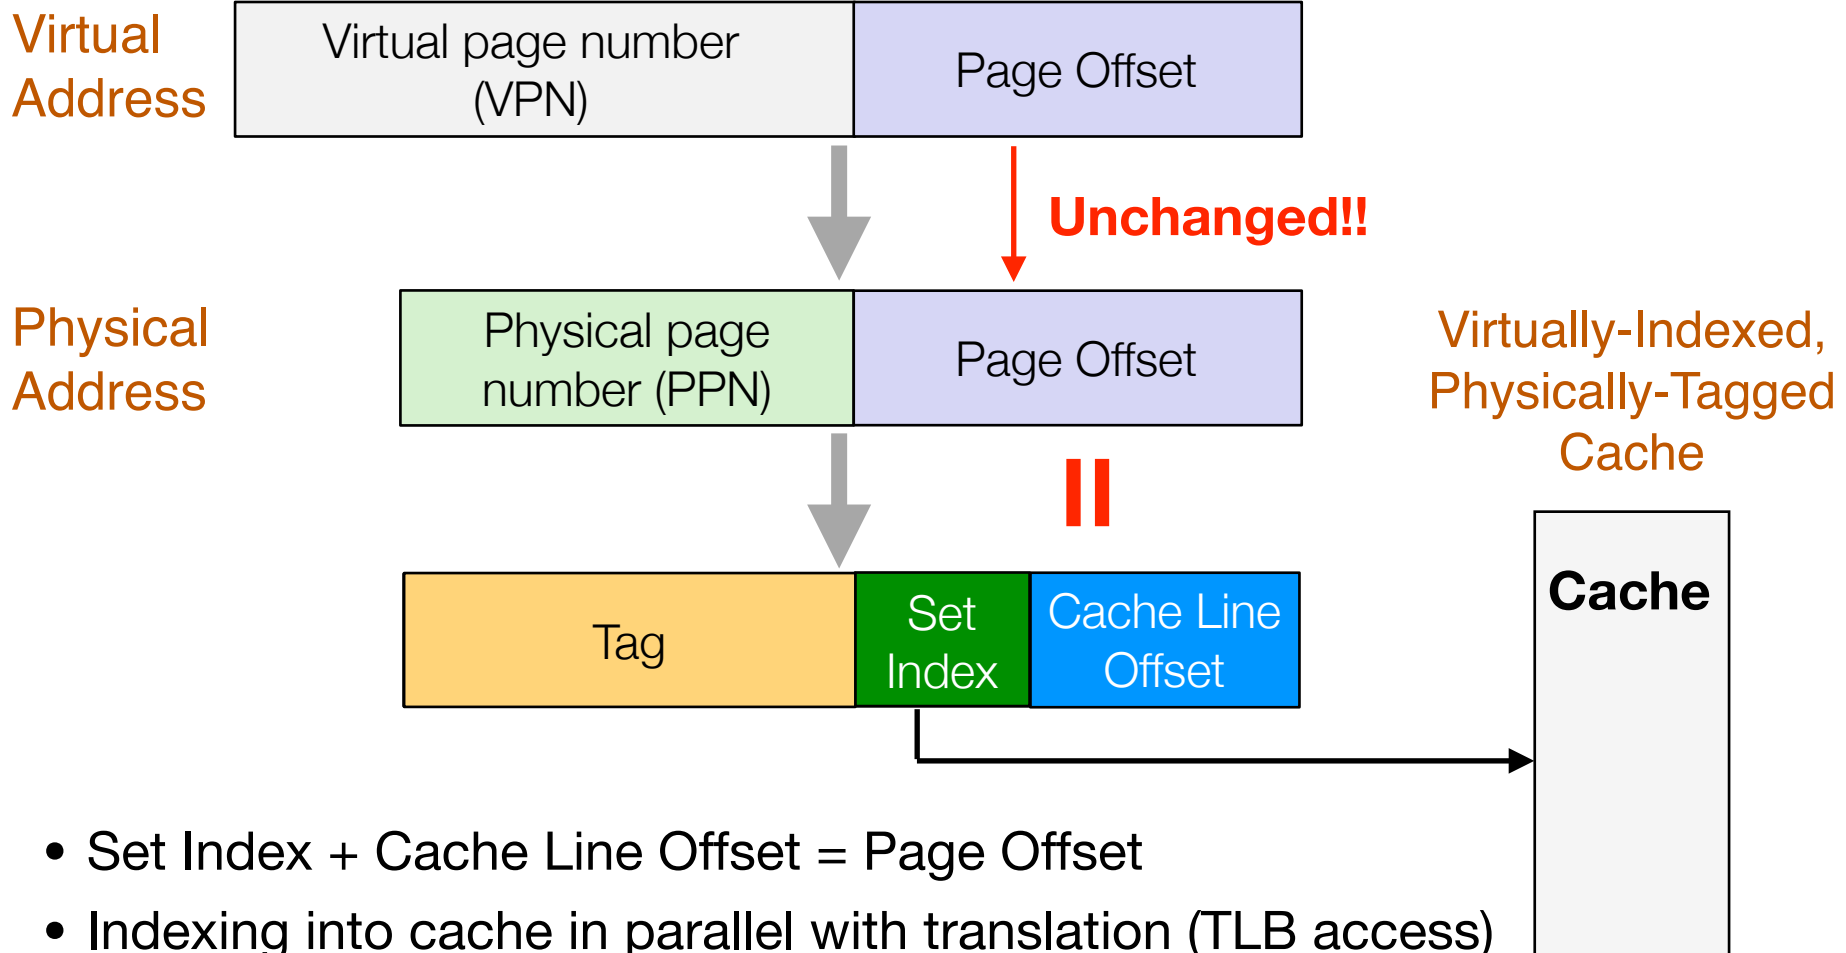 Virtual
Address
Virtual page number
(VPN)
Page Offset
Unchanged!!
Physical
Address
Physical page
number (PPN)
Page Offset
Virtually-Indexed,
Physically-Tagged
Cache
Tag
Set
Index
Cache Line
Offset
Cache
• Set Index + Cache Line Offset = Page Offset
• Indexing into cache in parallel with translation (TLB access)